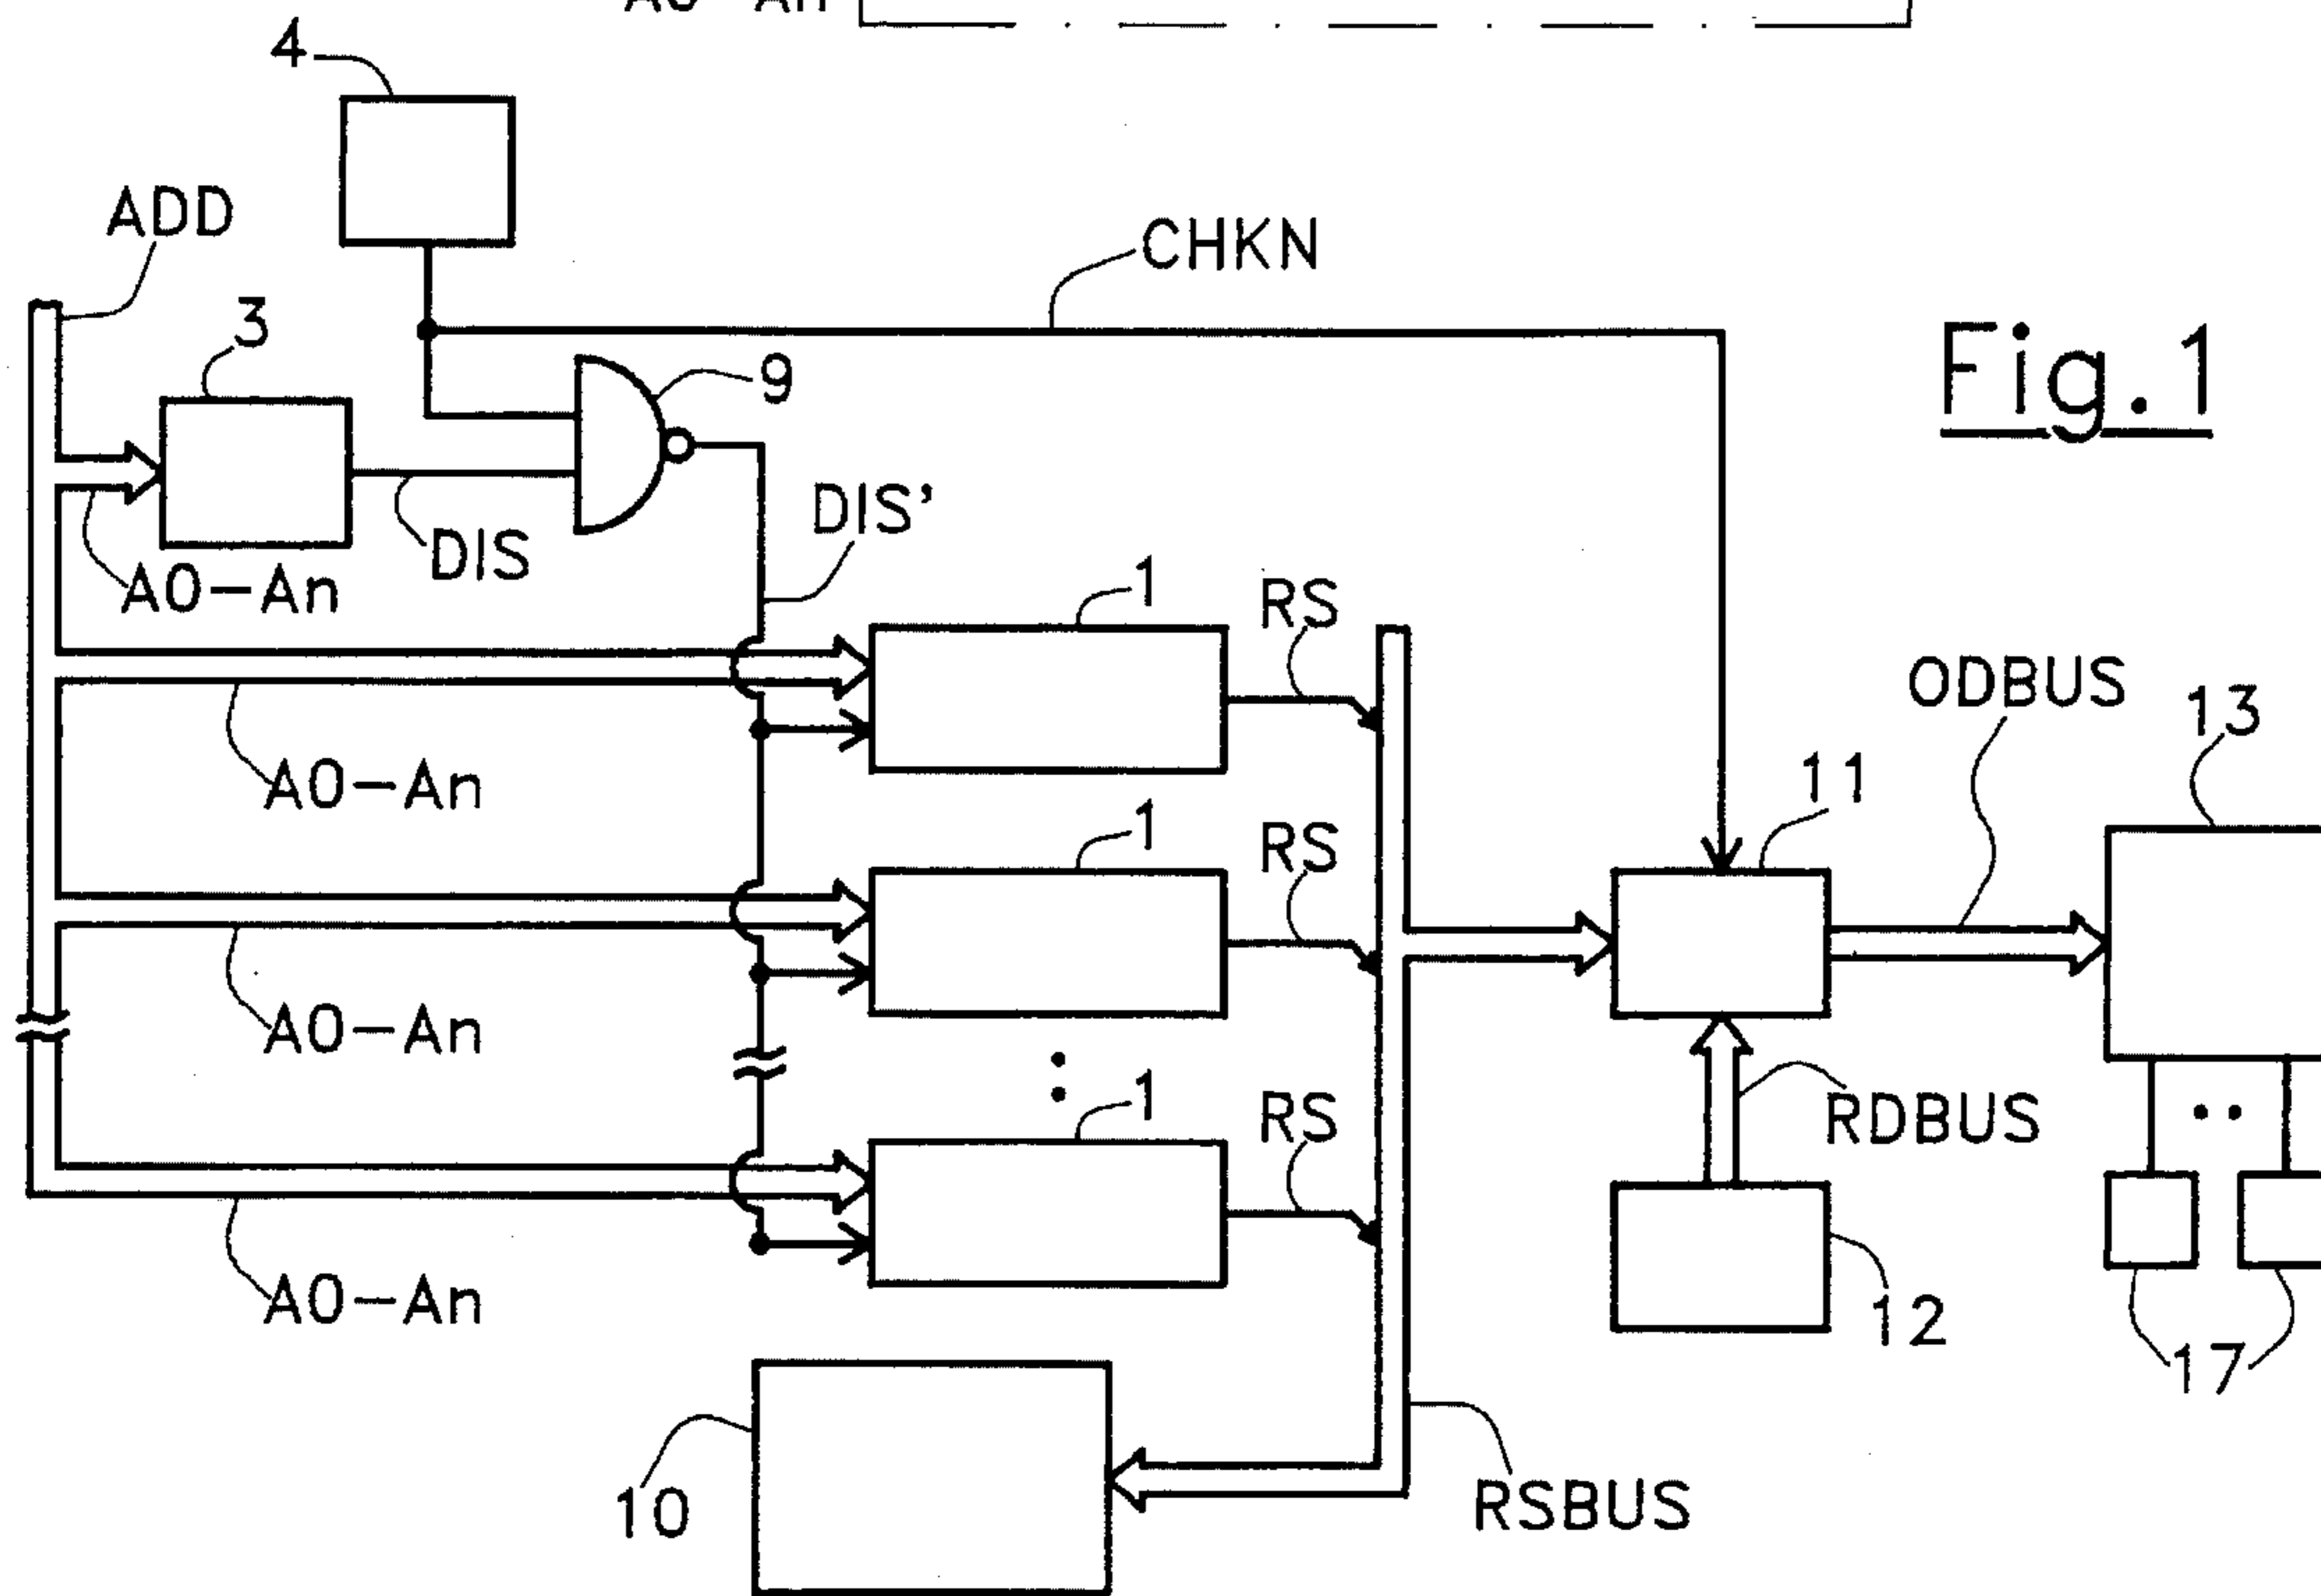 A0-An
4
ADD
CHKN
3
9
Fig.1
DIS'
DIS
A0-An
1
RS
ODBUS
13
A0-An
11
1
RS
A0-An
1
RS
RDBUS
A0-An
12
17
10
RSBUS